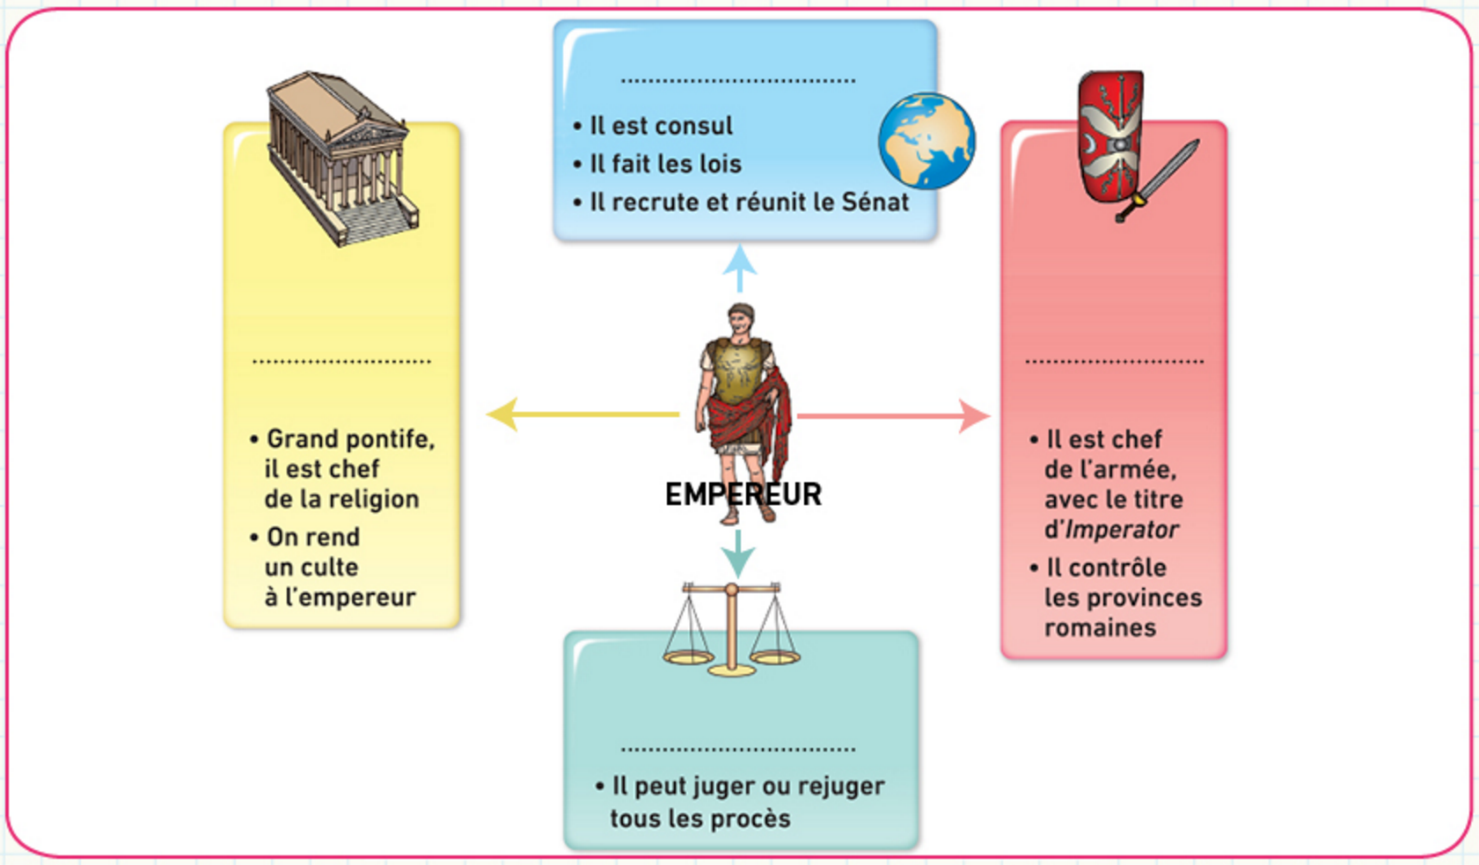 ..................................
• Il est consul
• Il fait les lois
• Il recrute et réunit le Sénat
..........................
• Grand pontife,
il est chef
de la religion
• On rend
un culte
à l'empereur
EMPEREUR
..........................
• Il est chef
de l'armée,
avec le titre
d'Imperator
• Il contrôle
les provinces
romaines
..................................
• Il peut juger ou rejuger
tous les procès